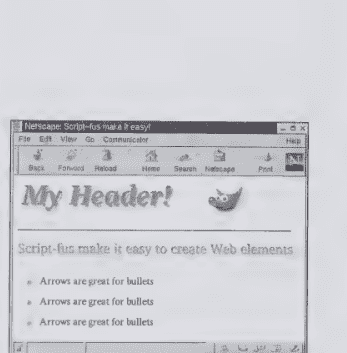 Netscape: Script-fus make it easy!
File Edit View Go Communicator Help
Back Forward Reload Home Search Netscape Print
My Header!
Script-fus make it easy to create Web elements
Arrows are great for bullets
Arrows are great for bullets
Arrows are great for bullets